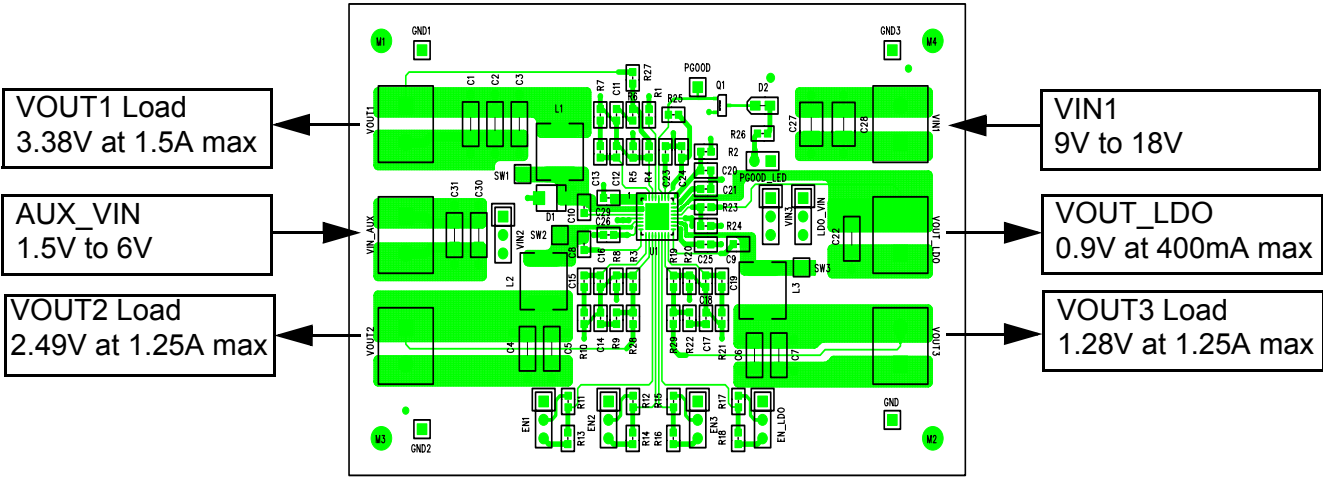 VOUT1 Load
3.38V at 1.5A max
AUX_VIN
1.5V to 6V
VOUT2 Load
2.49V at 1.25A max
VIN1
9V to 18V
VOUT_LDO
0.9V at 400mA max
VOUT3 Load
1.28V at 1.25A max
M1
GND1
GND3
M4
VOUT1
C1
C2
C3
L1
R7
C11
R6
R27
R1
PGOOD
R25
Q1
D2
R26
R2
PGOOD_LED
C27
C28
VIN1
SW1
D1
C13
C12
R5
R4
C23
C24
C20
C21
R23
R24
VIN_AUX
C31
C30
VIN2
SW2
C10
C29
C26
C8
U1
C9
VIN3
LDO_VIN
C22
VOUT_LDO
L2
C15
C16
R8
R3
R19
R20
C25
C18
C19
L3
SW3
VOUT2
C4
C5
R10
C14
R9
R28
R29
R22
C17
R21
C6
C7
VOUT3
EN1
R11
R13
EN2
R12
R14
R15
R16
EN3
R17
R18
EN_LDO
M3
GND2
GND
M2